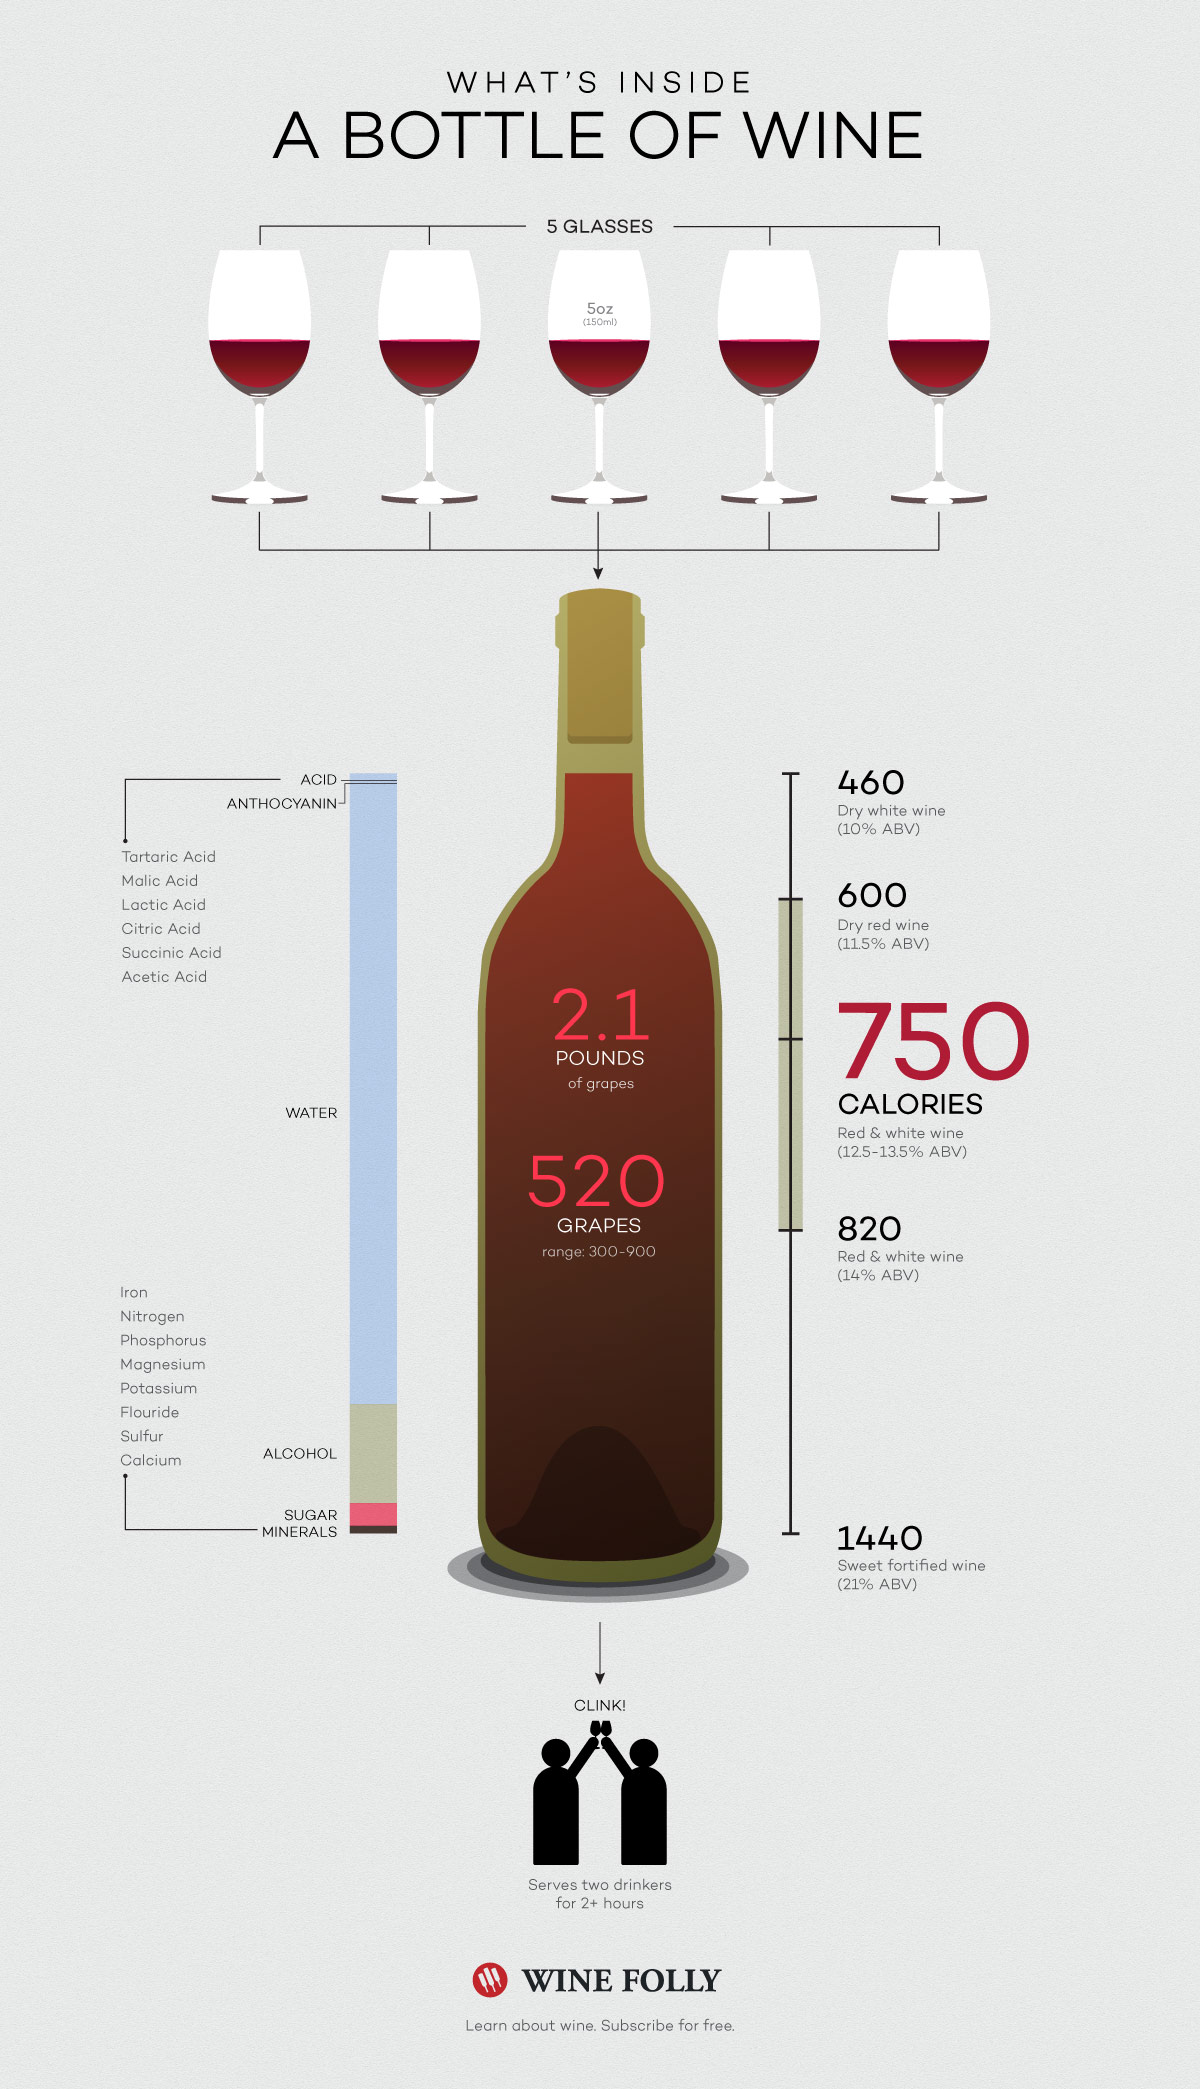 WHAT'S INSIDE
A BOTTLE OF WINE
5 GLASSES
5oz
(150ml)
ACID
ANTHOCYANIN
Tartaric Acid
Malic Acid
Lactic Acid
Citric Acid
Succinic Acid
Acetic Acid
WATER
Iron
Nitrogen
Phosphorus
Magnesium
Potassium
Flouride
Sulfur
Calcium
ALCOHOL
SUGAR
MINERALS
2.1
POUNDS
of grapes
520
GRAPES
range: 300-900
460
Dry white wine
(10% ABV)
600
Dry red wine
(11.5% ABV)
750
CALORIES
Red & white wine
(12.5-13.5% ABV)
820
Red & white wine
(14% ABV)
1440
Sweet fortified wine
(21% ABV)
CLINK!
Serves two drinkers
for 2+ hours
WINE FOLLY
Learn about wine. Subscribe for free.